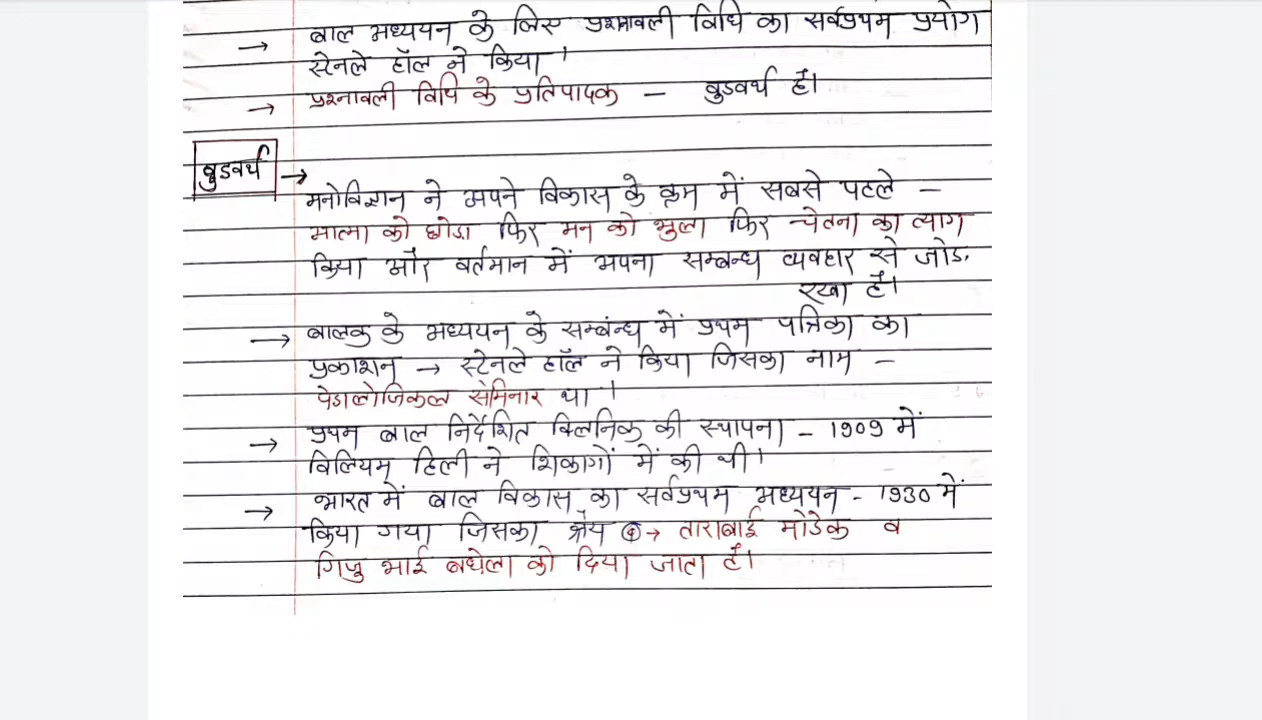 → बाल अध्ययन के लिए प्रश्नावली विधि का सर्वप्रथम प्रयोग
स्टेनले हॉल ने किया।
→ प्रश्नावली विधि के प्रतिपादक – वुडवर्थ है।
वुडवर्थ →
मनोविज्ञान ने अपने विकास के क्रम में सबसे पहले –
आत्मा को छोडा फिर मन को भुला फिर चेतना का त्याग
किया और वर्तमान में अपना सम्बन्ध व्यवहार से जोड.
रखा है।
→ बालक के अध्ययन के सम्बंन्ध में प्रथम पत्रिका का
प्रकाशन → स्टेनले हॉल ने किया जिसका नाम –
पेडालोजिकल सेमिनार था।
→ प्रथम बाल निर्देशित क्लिनिक की स्थापना – 1909 में
विलियम हिली ने शिकागों में की थी।
→ भारत में बाल विकास का सर्वप्रथम अध्ययन - 1930 में
किया गया जिसका श्रेय → ताराबाई मोडेक व
गिजु भाई बधेला को दिया जाता है।